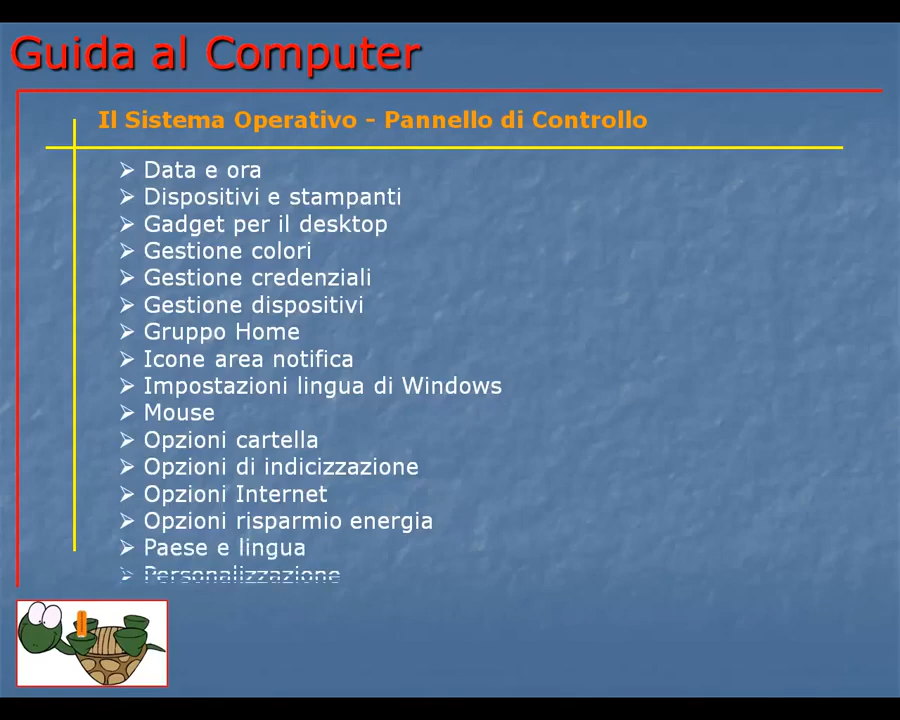 Guida al Computer
Il Sistema Operativo - Pannello di Controllo
Data e ora
Dispositivi e stampanti
Gadget per il desktop
Gestione colori
Gestione credenziali
Gestione dispositivi
Gruppo Home
Icone area notifica
Impostazioni lingua di Windows
Mouse
Opzioni cartella
Opzioni di indicizzazione
Opzioni Internet
Opzioni risparmio energia
Paese e lingua
Personalizzazione